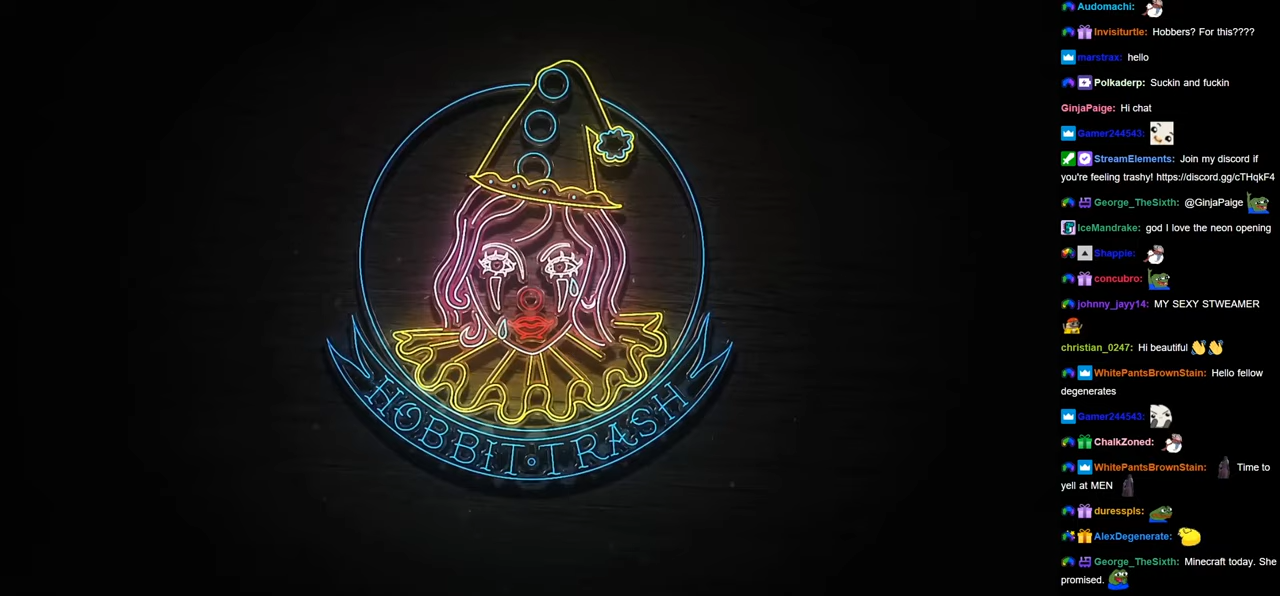 HOBBIT TRASH
Audomachi:
Invisiturtle: Hobbers? For this????
marstrax: hello
Polkaderp: Suckin and fuckin
GinjaPaige: Hi chat
Gamer244543:
StreamElements: Join my discord if
you're feeling trashy! https://discord.gg/cTHqkF4
George_TheSixth: @GinjaPaige
IceMandrake: god I love the neon opening
Shappie:
concubro:
johnny_jayy14: MY SEXY STWEAMER
christian_0247: Hi beautiful 👋👋
WhitePantsBrownStain: Hello fellow
degenerates
Gamer244543:
ChalkZoned:
WhitePantsBrownStain: Time to
yell at MEN
duresspls:
AlexDegenerate:
George_TheSixth: Minecraft today. She
promised.